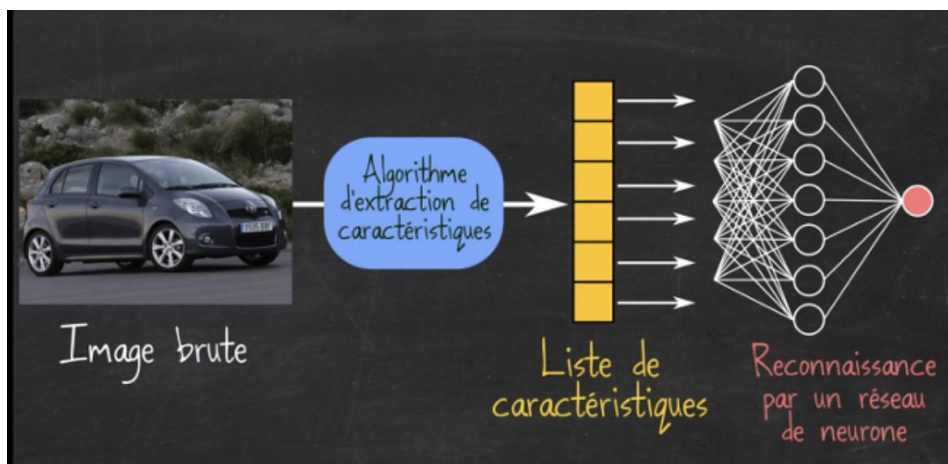 Algorithme
d'extraction de
caractéristiques
Image brute
Liste de
caractéristiques
Reconnaissance
par un réseau
de neurone